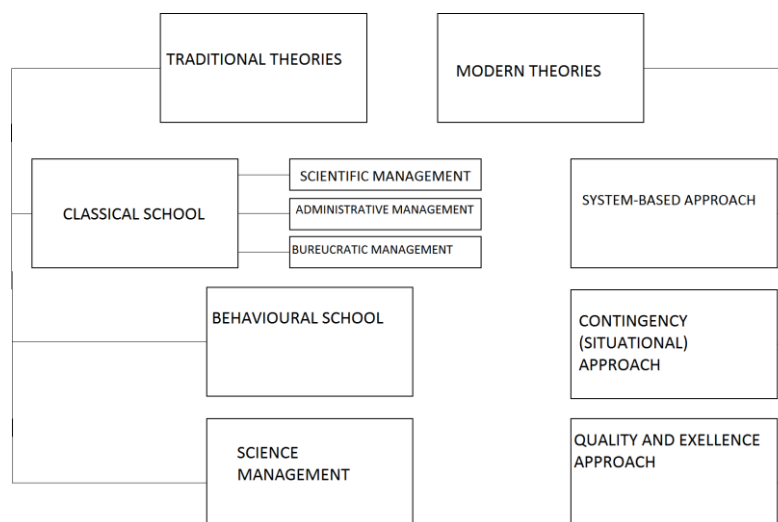 TRADITIONAL THEORIES
MODERN THEORIES
CLASSICAL SCHOOL
SCIENTIFIC MANAGEMENT
ADMINISTRATIVE MANAGEMENT
BUREUCRATIC MANAGEMENT
SYSTEM-BASED APPROACH
BEHAVIOURAL SCHOOL
CONTINGENCY
(SITUATIONAL)
APPROACH
SCIENCE
MANAGEMENT
QUALITY AND EXELLENCE
APPROACH